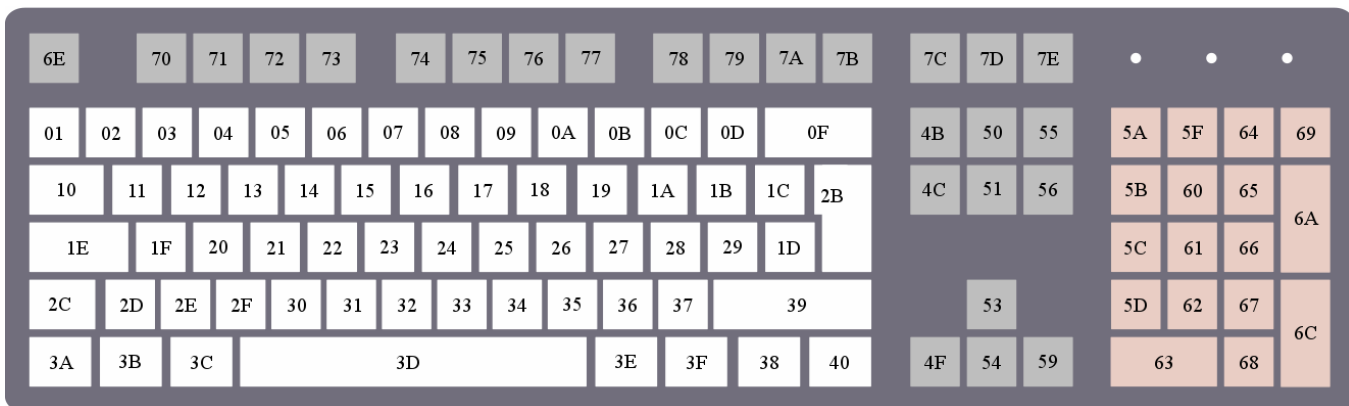 6E 70 71 72 73 74 75 76 77 78 79 7A 7B 7C 7D 7E
01 02 03 04 05 06 07 08 09 0A 0B 0C 0D 0F 4B 50 55 5A 5F 64 69
10 11 12 13 14 15 16 17 18 19 1A 1B 1C 2B 4C 51 56 5B 60 65 6A
1E 1F 20 21 22 23 24 25 26 27 28 29 1D 5C 61 66
2C 2D 2E 2F 30 31 32 33 34 35 36 37 39 53 5D 62 67 6C
3A 3B 3C 3D 3E 3F 38 40 4F 54 59 63 68